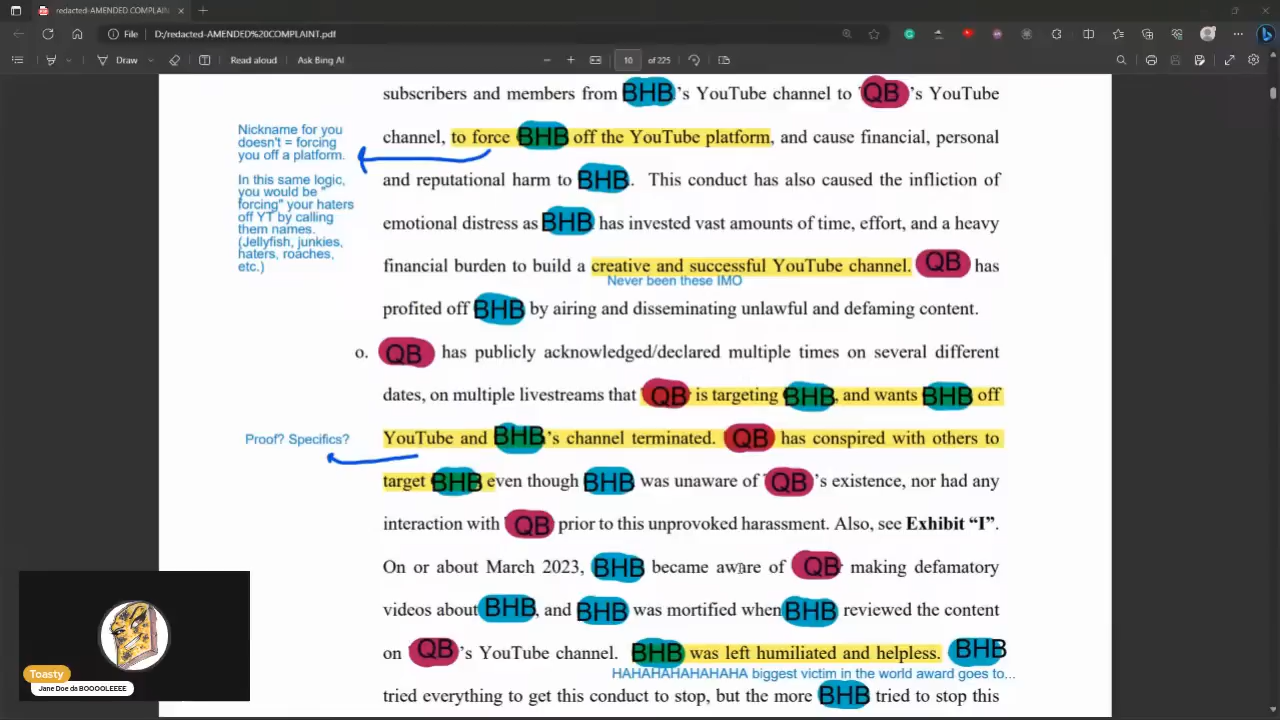 redacted-AMENDED COMPLAINT.pdf
File
D:/redacted-AMENDED%20COMPLAINT.pdf
Draw
Read aloud
Ask Bing AI
10
of 225
subscribers and members from BHB's YouTube channel to QB's YouTube
channel, to force BHB off the YouTube platform, and cause financial, personal
and reputational harm to BHB. This conduct has also caused the infliction of
emotional distress as BHB has invested vast amounts of time, effort, and a heavy
financial burden to build a creative and successful YouTube channel. QB has
Never been these IMO
profited off BHB by airing and disseminating unlawful and defaming content.
Nickname for you
doesn't = forcing
you off a platform.
In this same logic,
you would be "
forcing" your haters
off YT by calling
them names.
(Jellyfish, junkies,
haters, roaches,
etc.)
o. QB has publicly acknowledged/declared multiple times on several different
dates, on multiple livestreams that QB is targeting BHB, and wants BHB off
YouTube and BHB's channel terminated. QB has conspired with others to
Proof? Specifics?
target BHB even though BHB was unaware of QB's existence, nor had any
interaction with QB prior to this unprovoked harassment. Also, see Exhibit “I”.
On or about March 2023, BHB became aware of QB making defamatory
videos about BHB, and BHB was mortified when BHB reviewed the content
on QB's YouTube channel. BHB was left humiliated and helpless. BHB
HAHAHAHAHAHAHA biggest victim in the world award goes to...
tried everything to get this conduct to stop, but the more BHB tried to stop this
Toasty
Jane Doe da BOOOOLEEEE